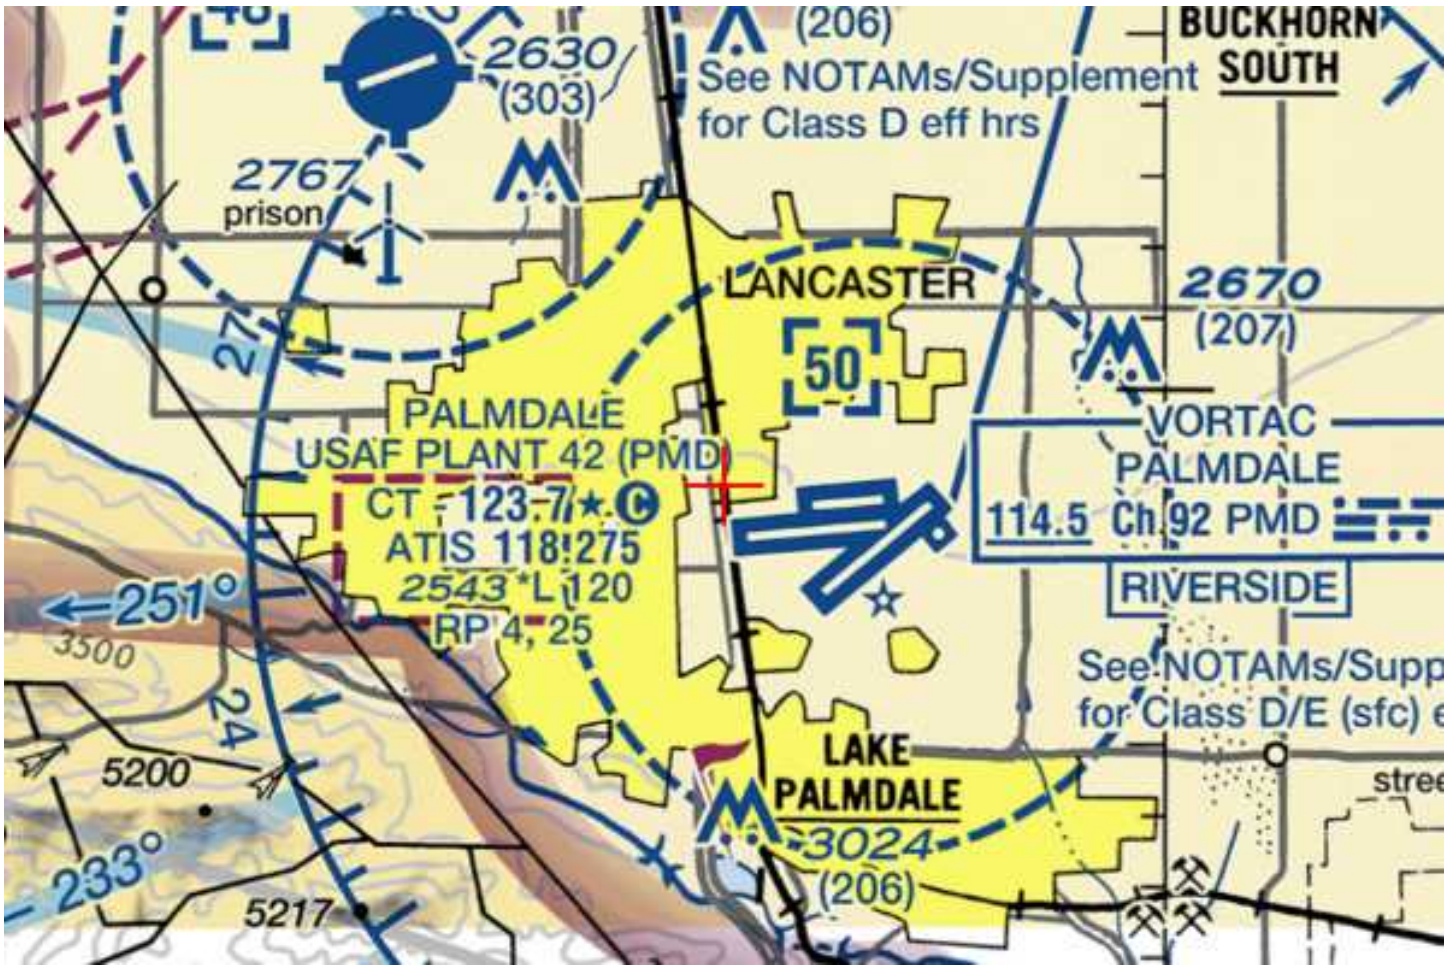 (206)
See NOTAMs/Supplement
for Class D eff hrs
BUCKHORN
SOUTH
2630
(303)
2767
prison
27
LANCASTER
50
2670
(207)
PALMDALE
USAF PLANT 42 (PMD)
CT - 123.7 ★ C
ATIS 118.275
2543 *L 120
RP 4, 25
VORTAC
PALMDALE
114.5 Ch 92 PMD
RIVERSIDE
See NOTAMs/Supp
for Class D/E (sfc) e
251°
3500
24
5200
233°
5217
LAKE
PALMDALE
3024
(206)
stree